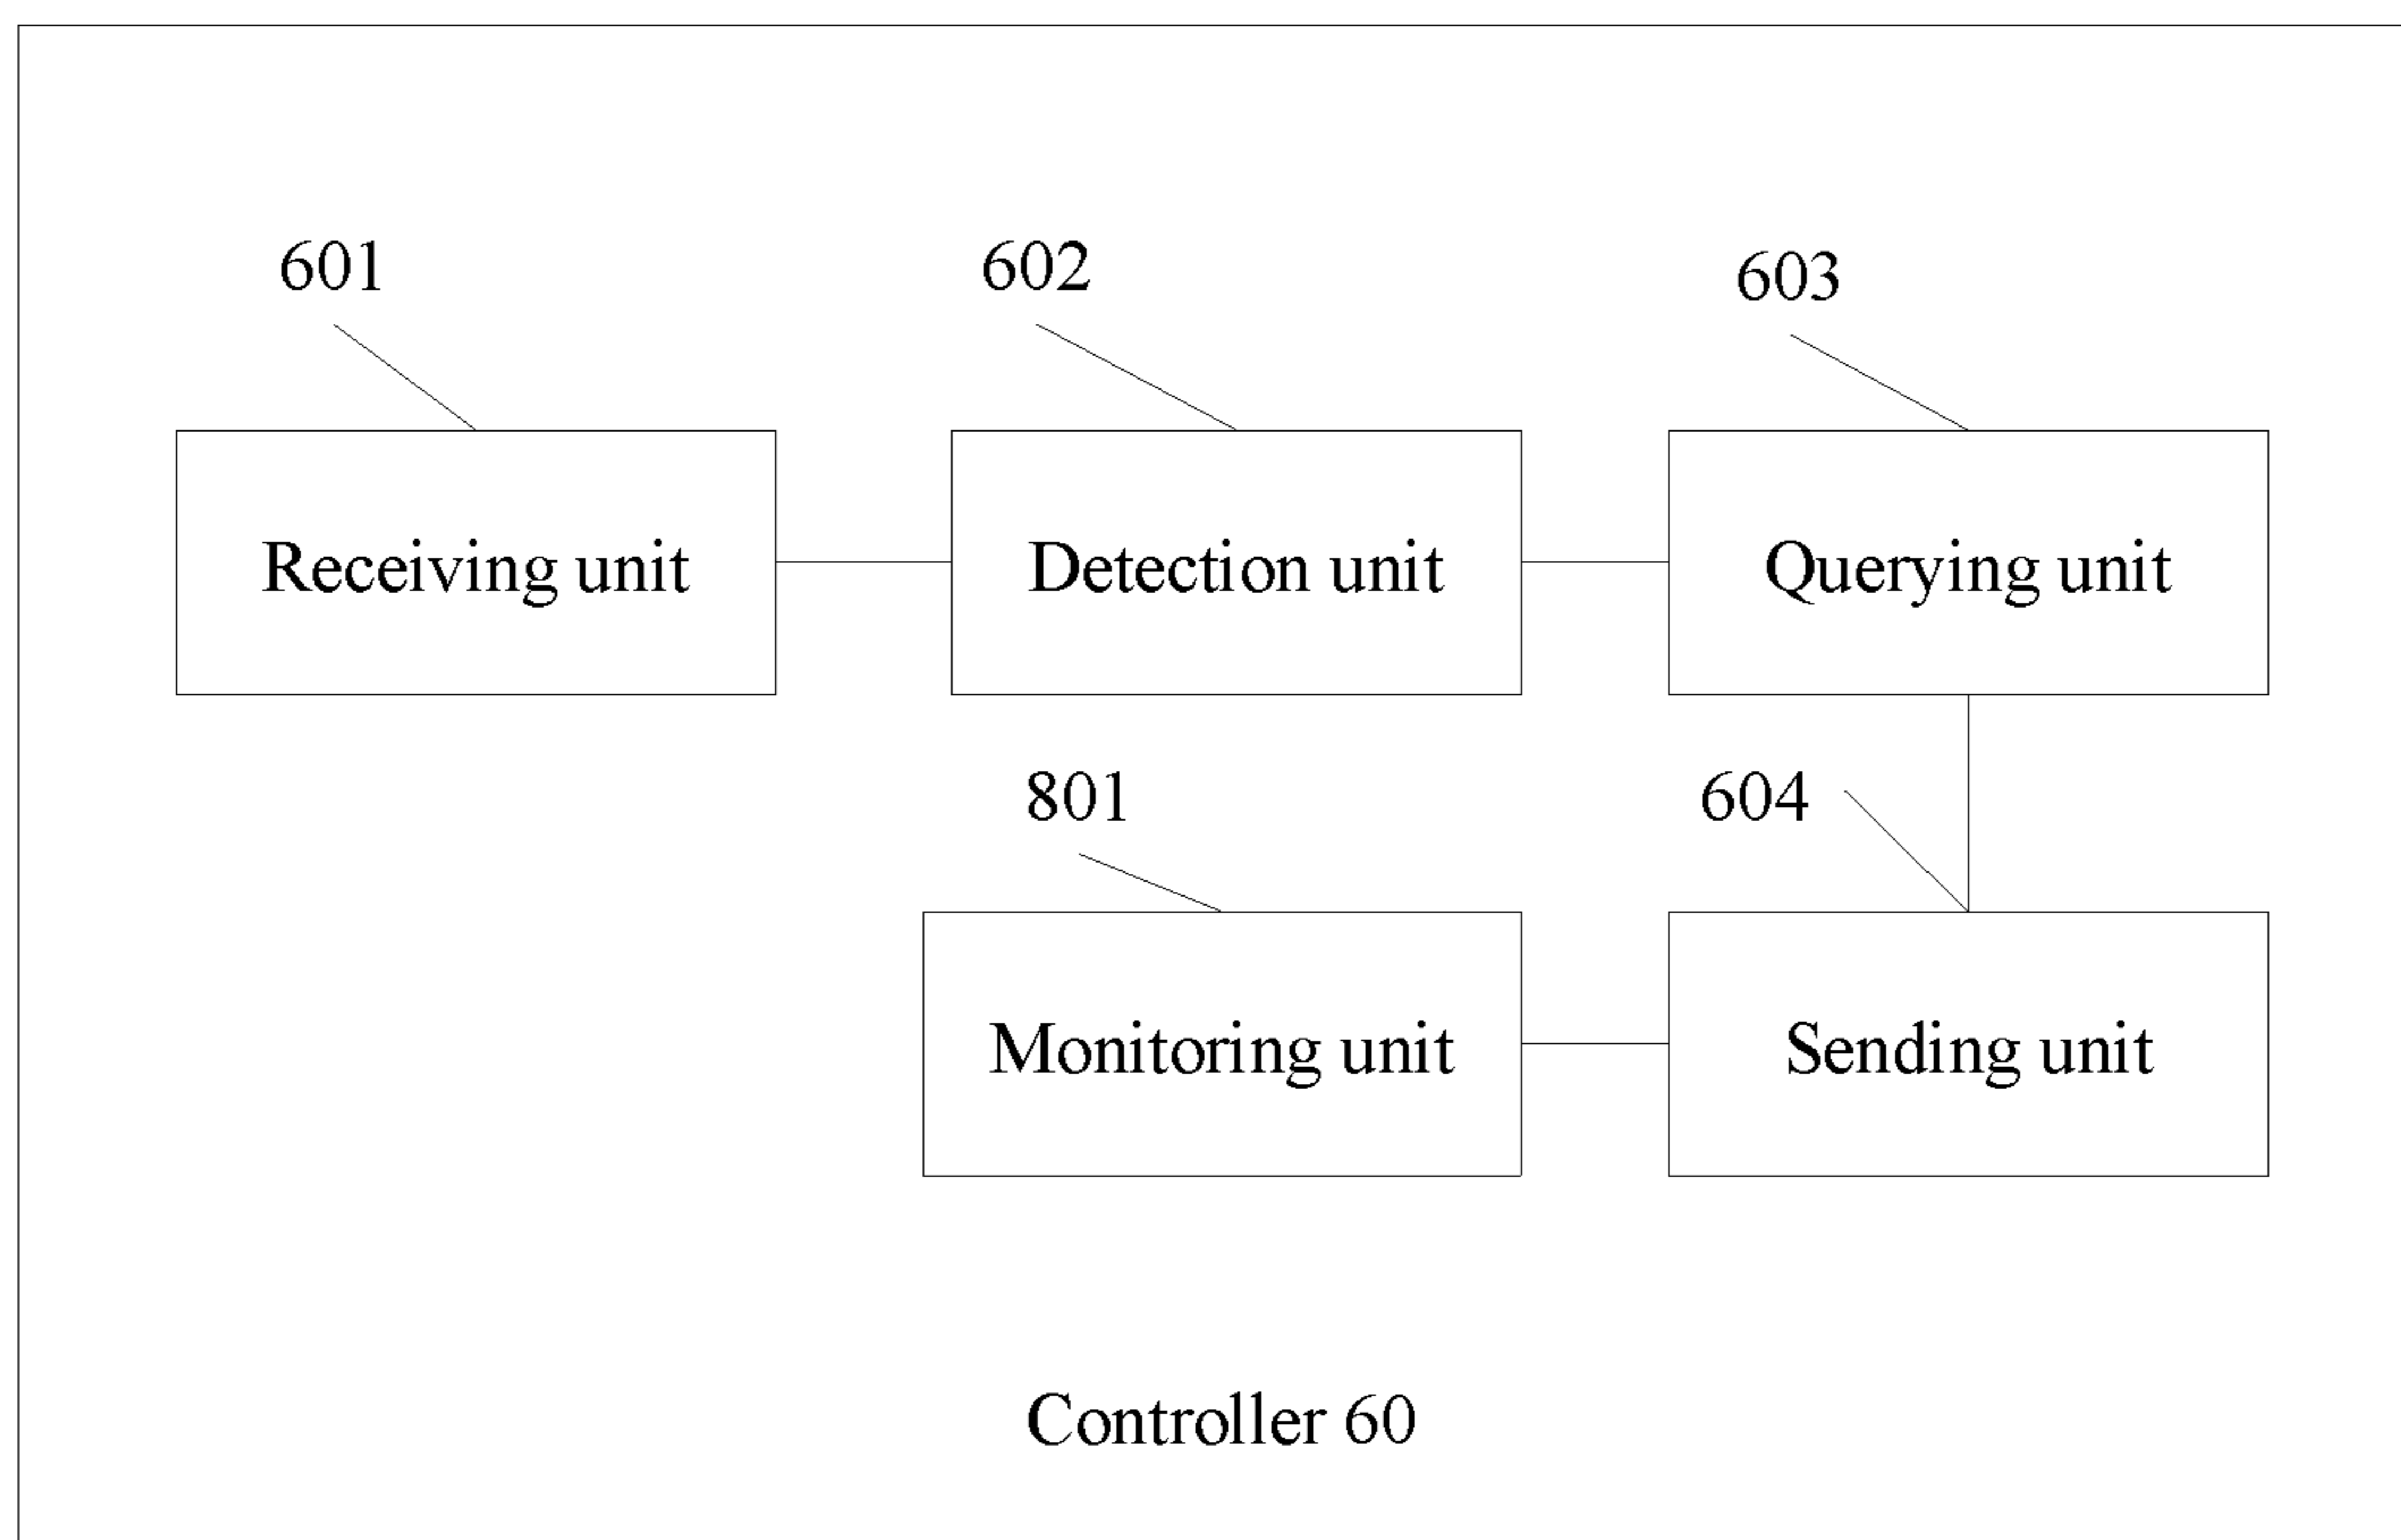 601
602
603
Receiving unit
Detection unit
Querying unit
801
604
Monitoring unit
Sending unit
Controller 60